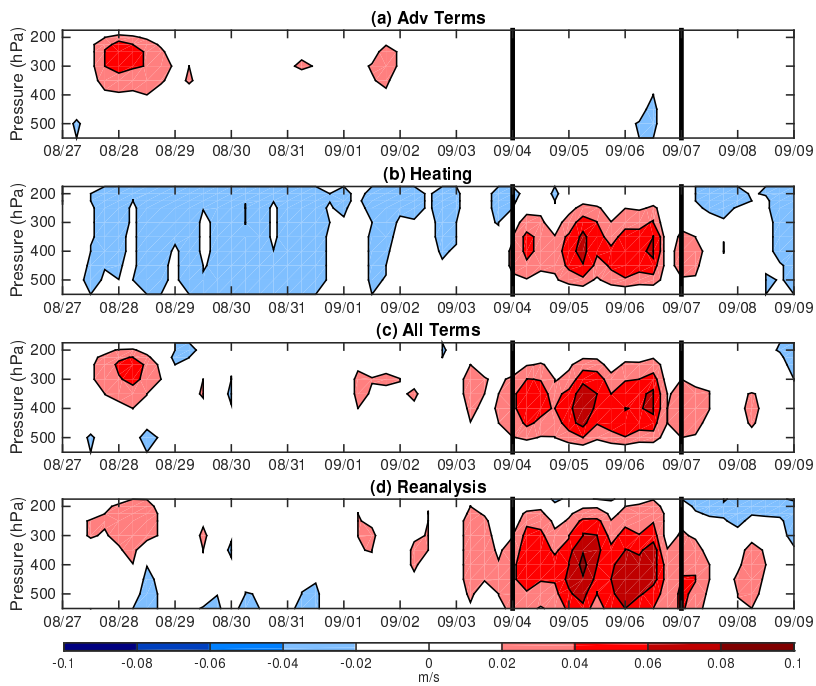 (a) Adv Terms
Pressure (hPa)
200
300
400
500
08/27 08/28 08/29 08/30 08/31 09/01 09/02 09/03 09/04 09/05 09/06 09/07 09/08 09/09
(b) Heating
Pressure (hPa)
200
300
400
500
08/27 08/28 08/29 08/30 08/31 09/01 09/02 09/03 09/04 09/05 09/06 09/07 09/08 09/09
(c) All Terms
Pressure (hPa)
200
300
400
500
08/27 08/28 08/29 08/30 08/31 09/01 09/02 09/03 09/04 09/05 09/06 09/07 09/08 09/09
(d) Reanalysis
Pressure (hPa)
200
300
400
500
08/27 08/28 08/29 08/30 08/31 09/01 09/02 09/03 09/04 09/05 09/06 09/07 09/08 09/09
-0.1 -0.08 -0.06 -0.04 -0.02 0 0.02 0.04 0.06 0.08 0.1
m/s